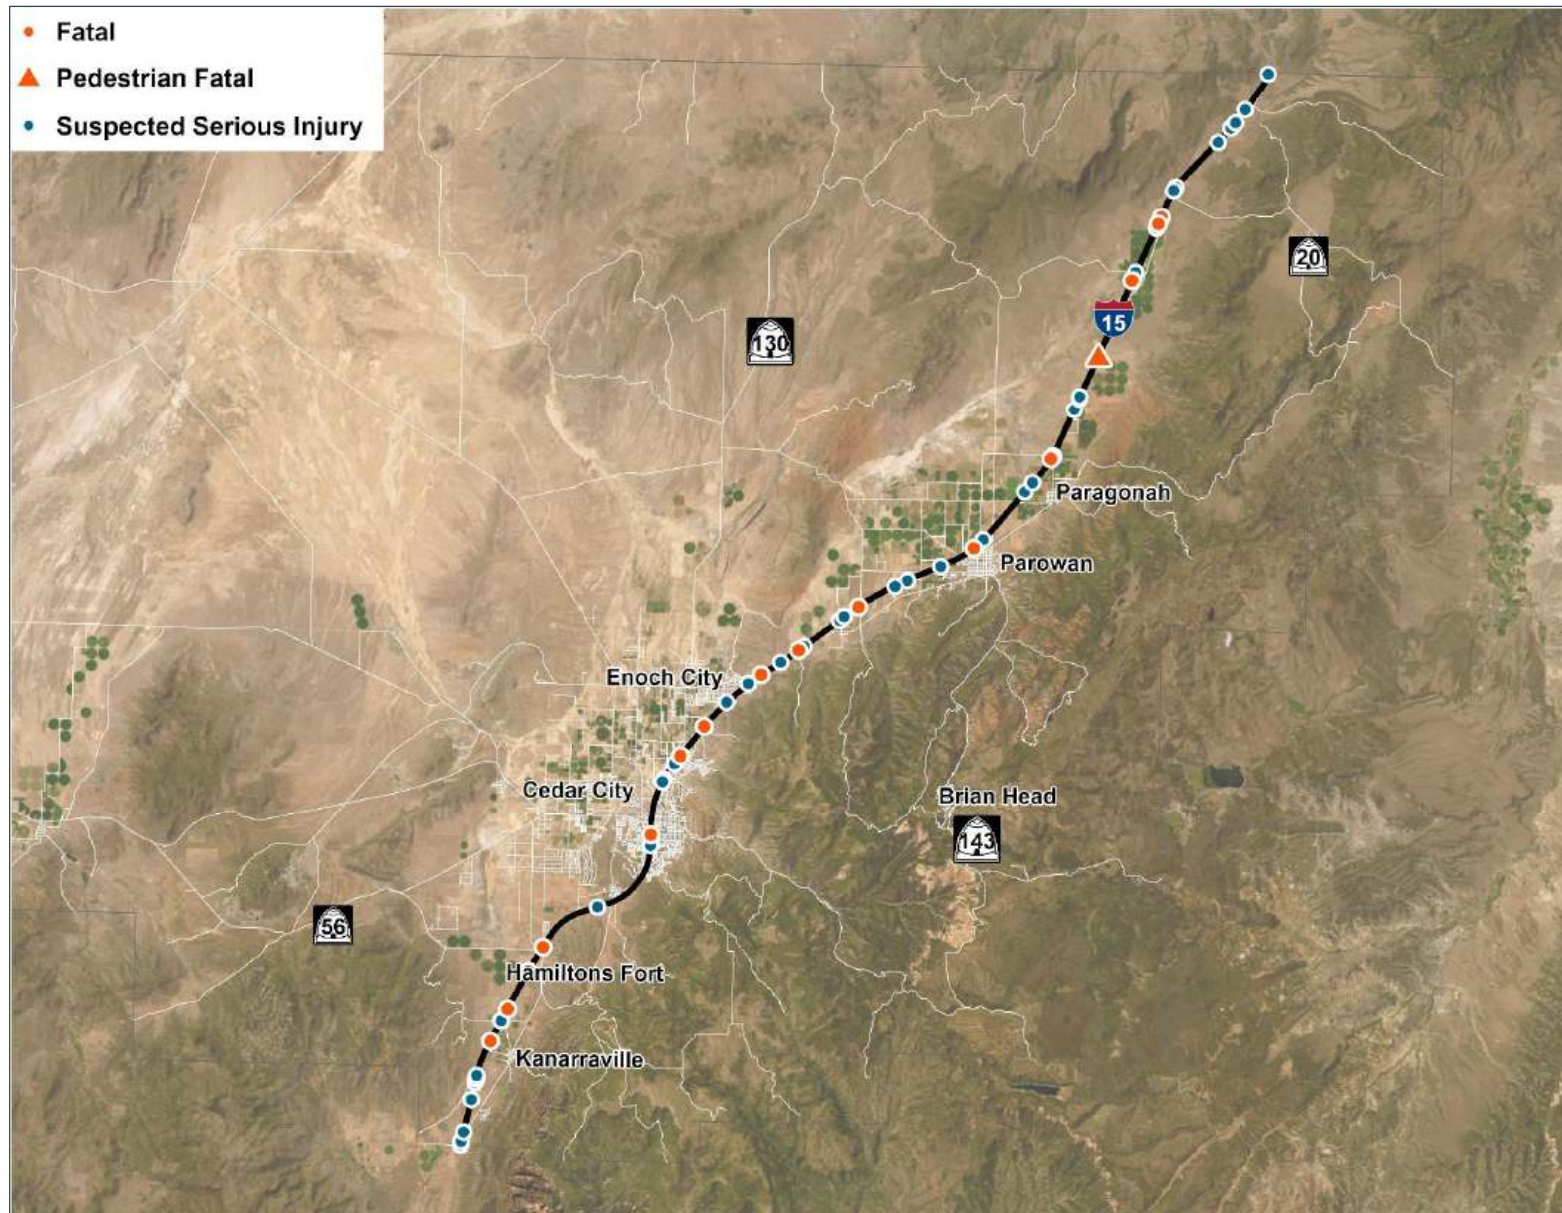 Fatal
Pedestrian Fatal
Suspected Serious Injury
20
15
130
Paragonah
Parowan
Enoch City
Cedar City
Brian Head
143
56
Hamiltons Fort
Kanarraville